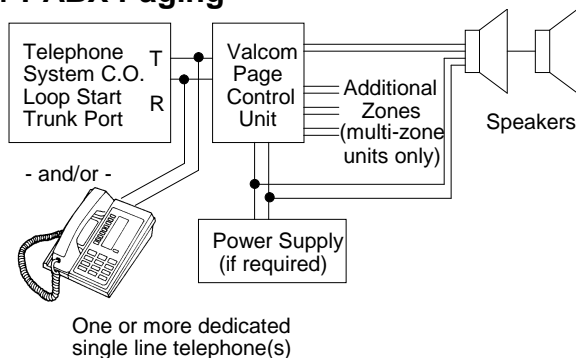 PABX Paging
Telephone
System C.O.
Loop Start
Trunk Port
T
R
Valcom
Page
Control
Unit
Additional
Zones
(multi-zone
units only)
Speakers
- and/or -
Power Supply
(if required)
One or more dedicated
single line telephone(s)